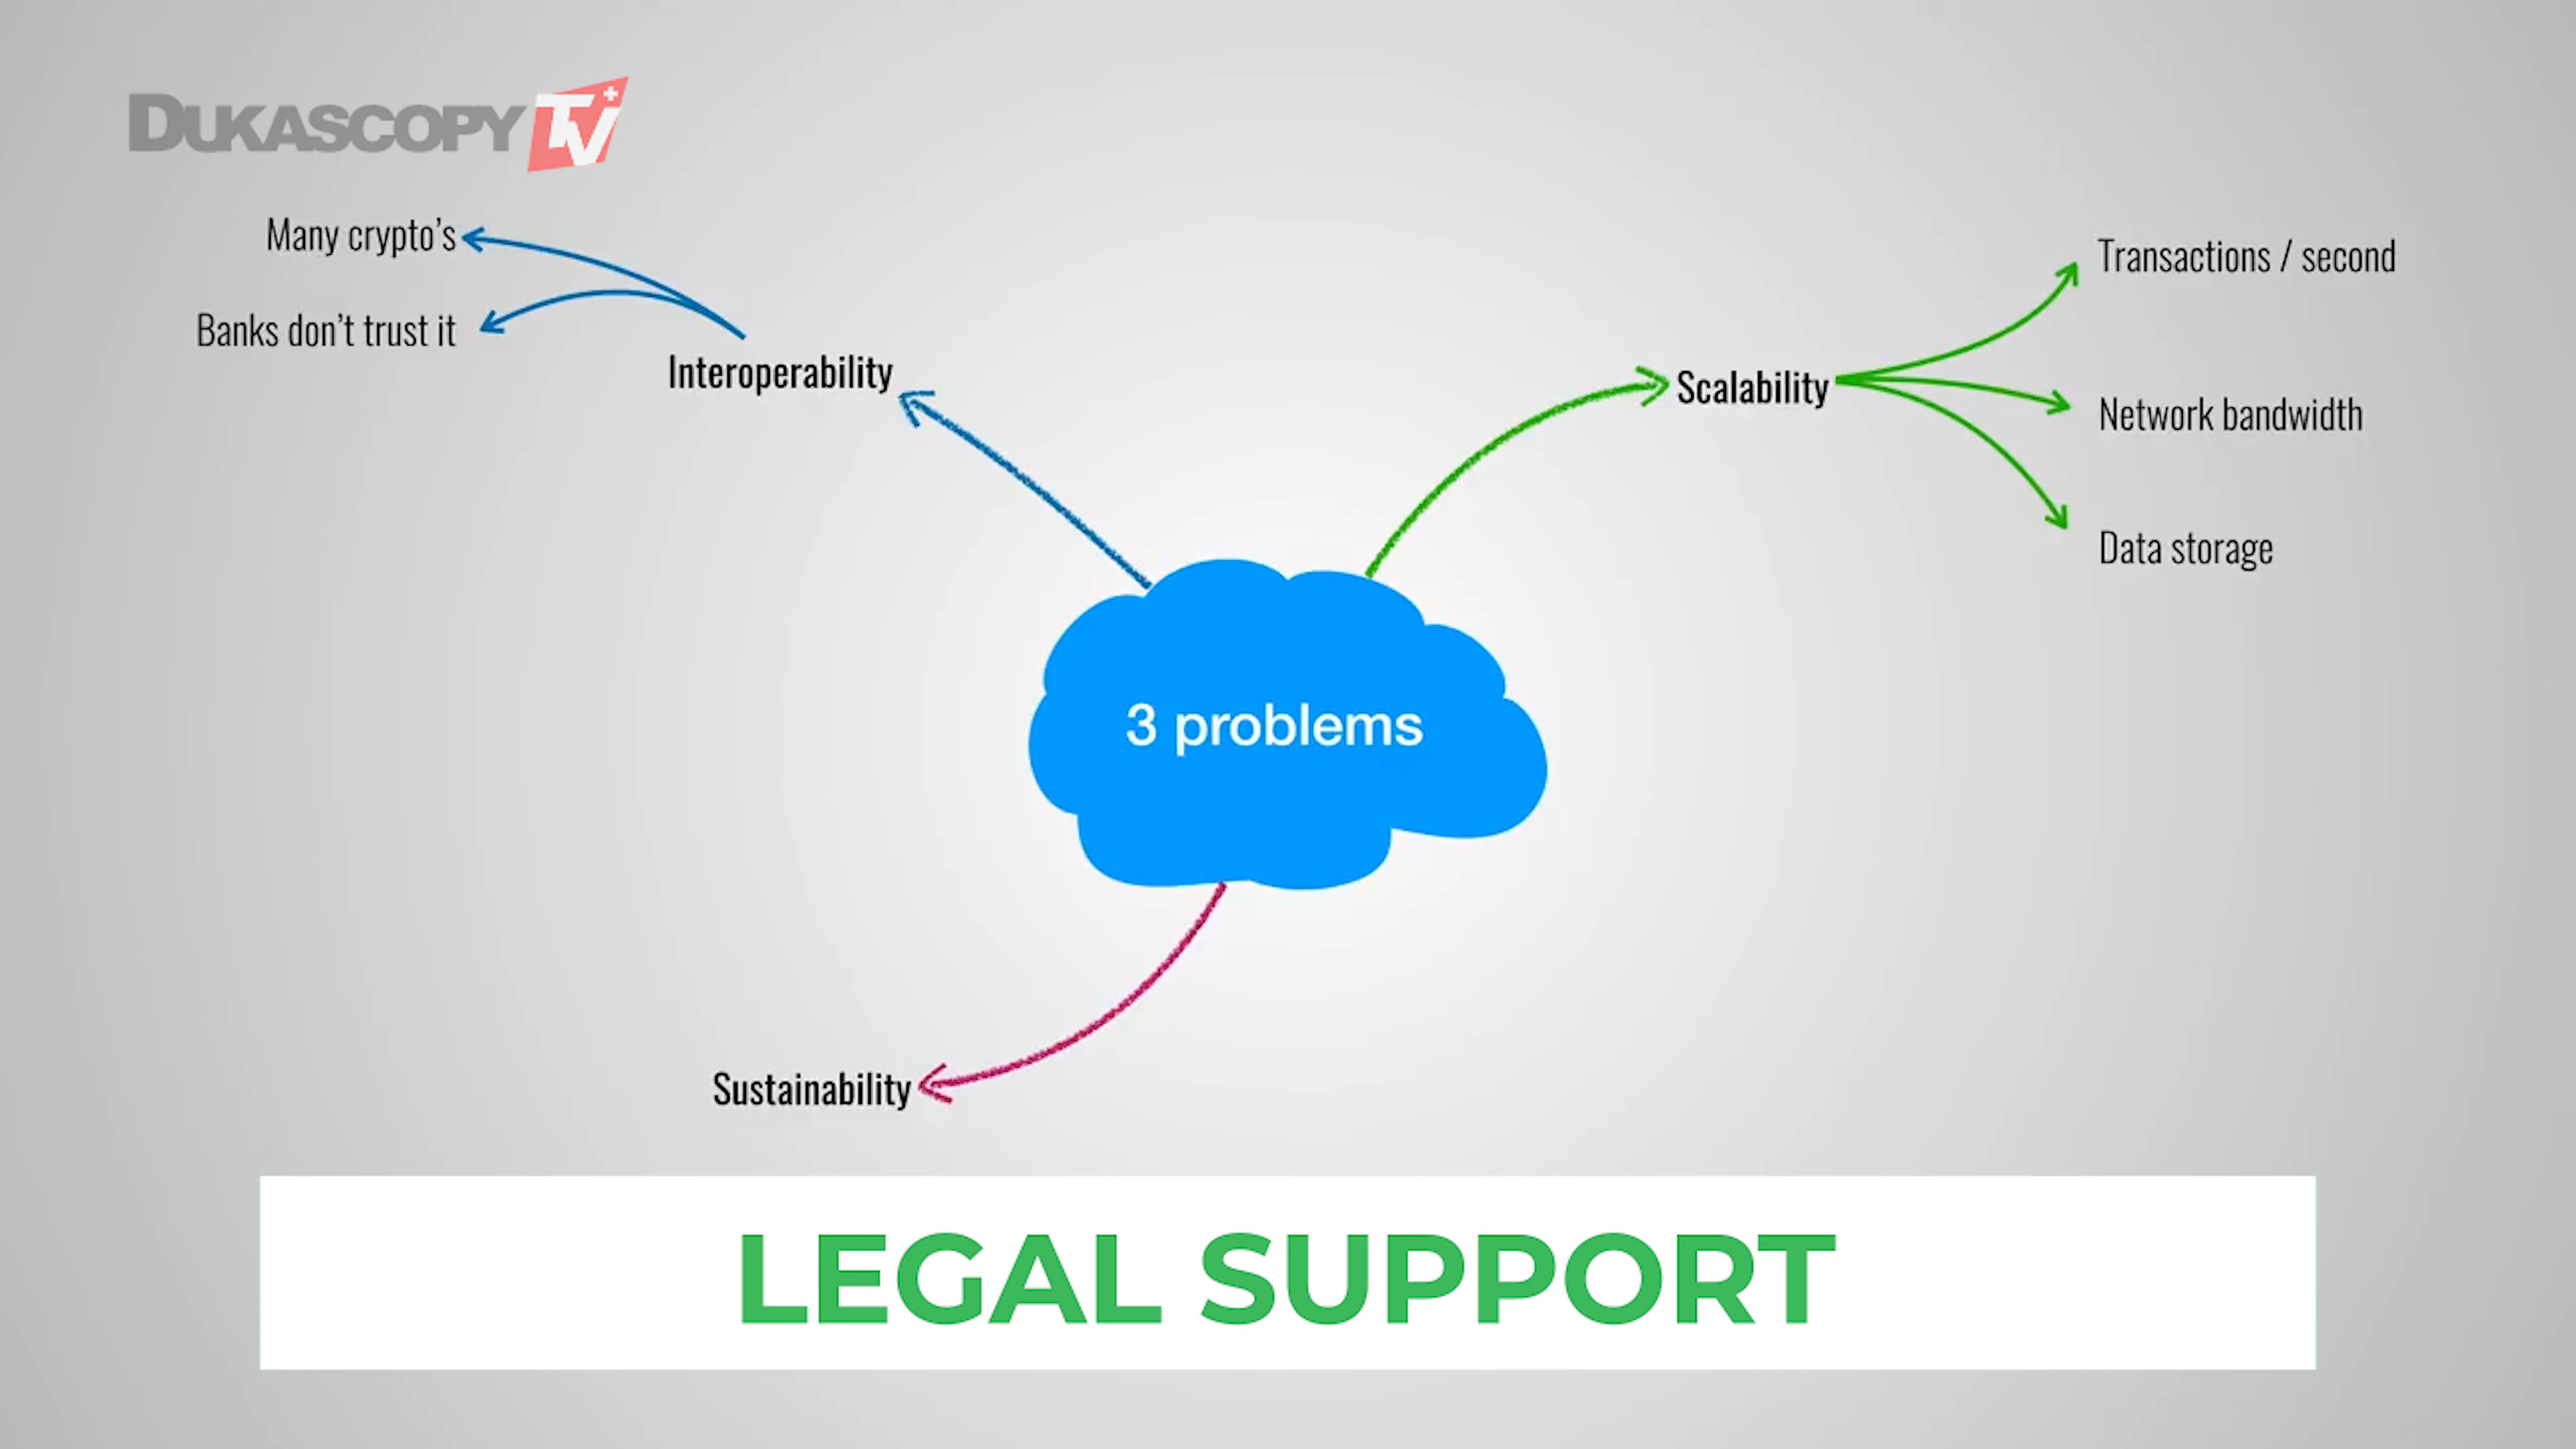 DUKASCOPY TV
Many crypto's
Banks don't trust it
Interoperability
Scalability
Transactions / second
Network bandwidth
Data storage
3 problems
Sustainability
LEGAL SUPPORT